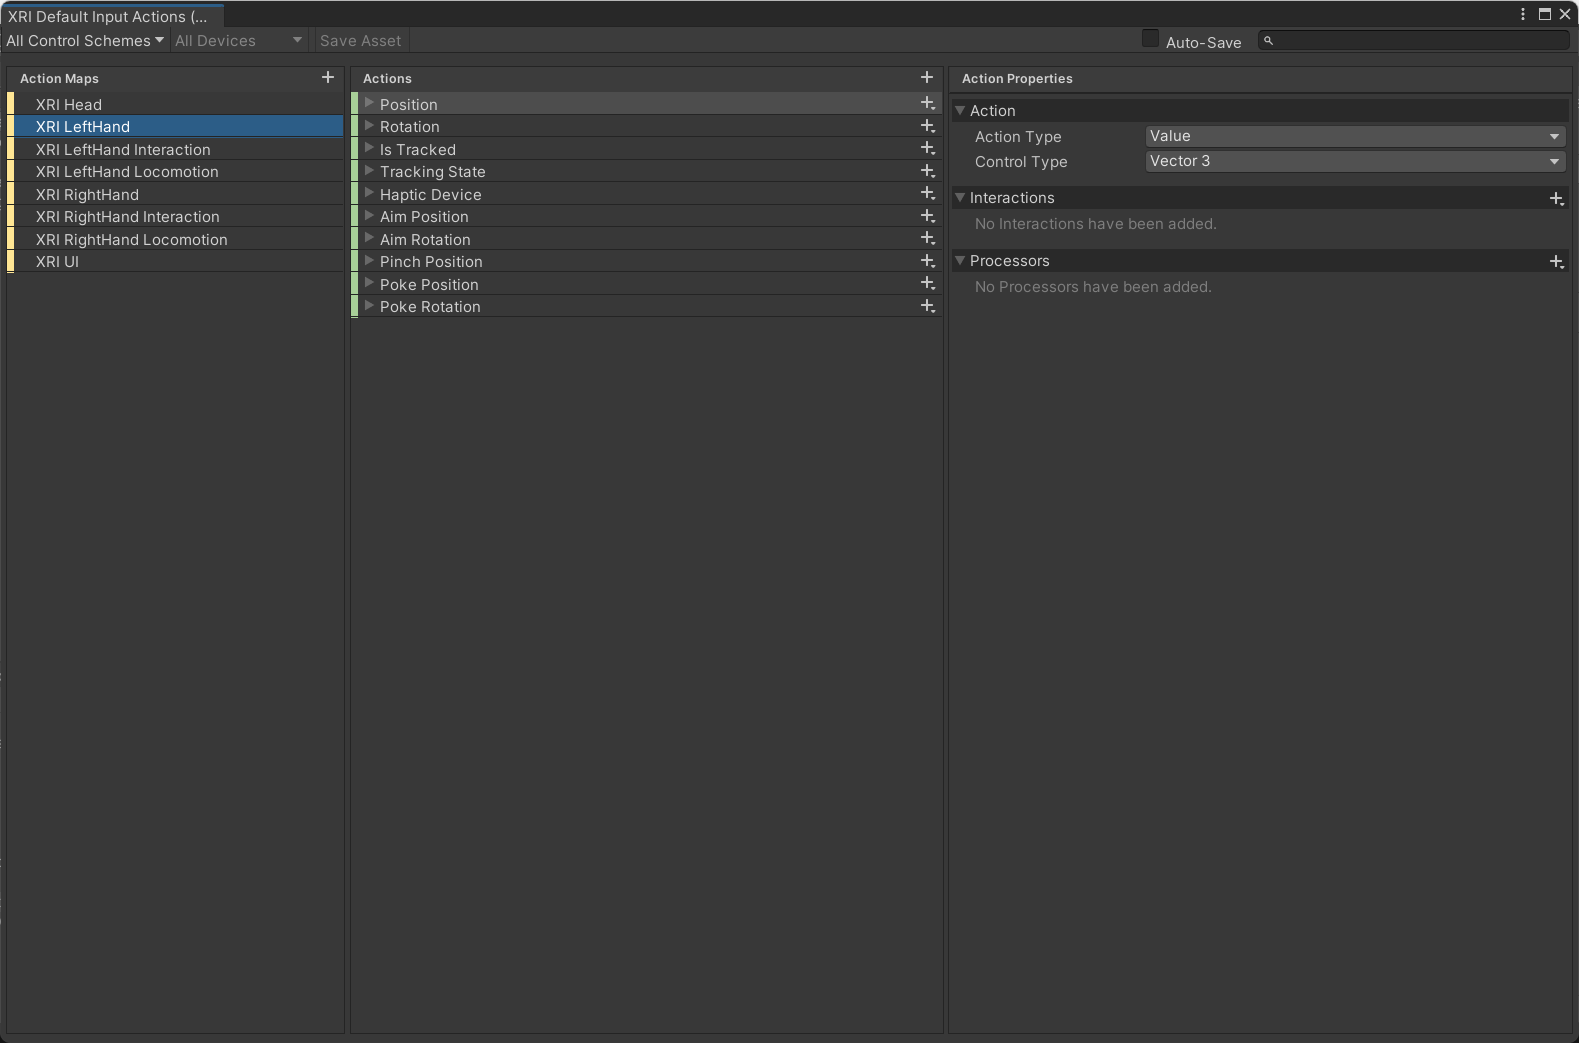 XRI Default Input Actions (...
All Control Schemes All Devices Save Asset Auto-Save
Action Maps
XRI Head
XRI LeftHand
XRI LeftHand Interaction
XRI LeftHand Locomotion
XRI RightHand
XRI RightHand Interaction
XRI RightHand Locomotion
XRI UI
Actions
Position
Rotation
Is Tracked
Tracking State
Haptic Device
Aim Position
Aim Rotation
Pinch Position
Poke Position
Poke Rotation
Action Properties
Action
Action Type Value
Control Type Vector 3
Interactions
No Interactions have been added.
Processors
No Processors have been added.